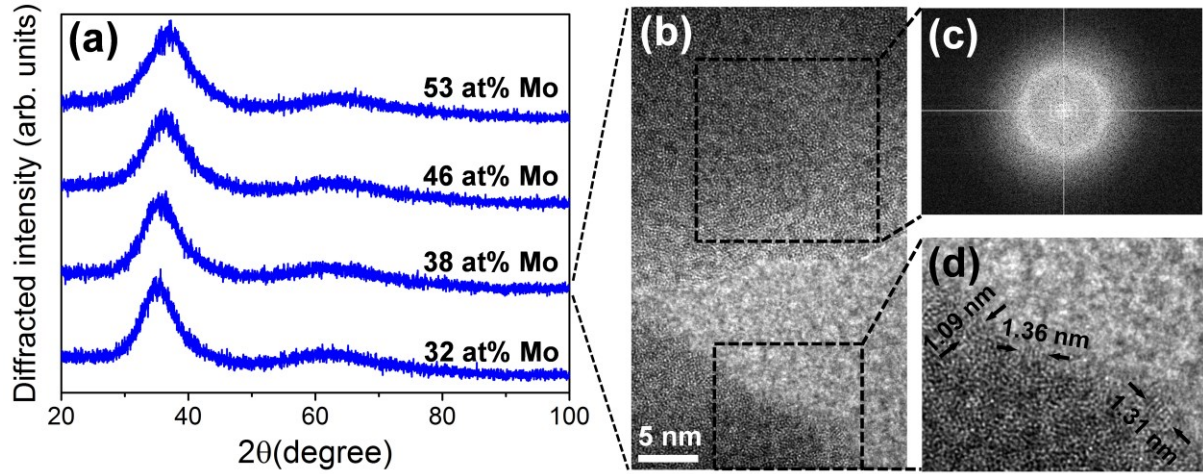 (a)
Diffracted intensity (arb. units)
53 at% Mo
46 at% Mo
38 at% Mo
32 at% Mo
20 40 60 80 100
2θ(degree)
(b)
5 nm
(c)
(d)
1.09 nm
1.36 nm
1.31 nm